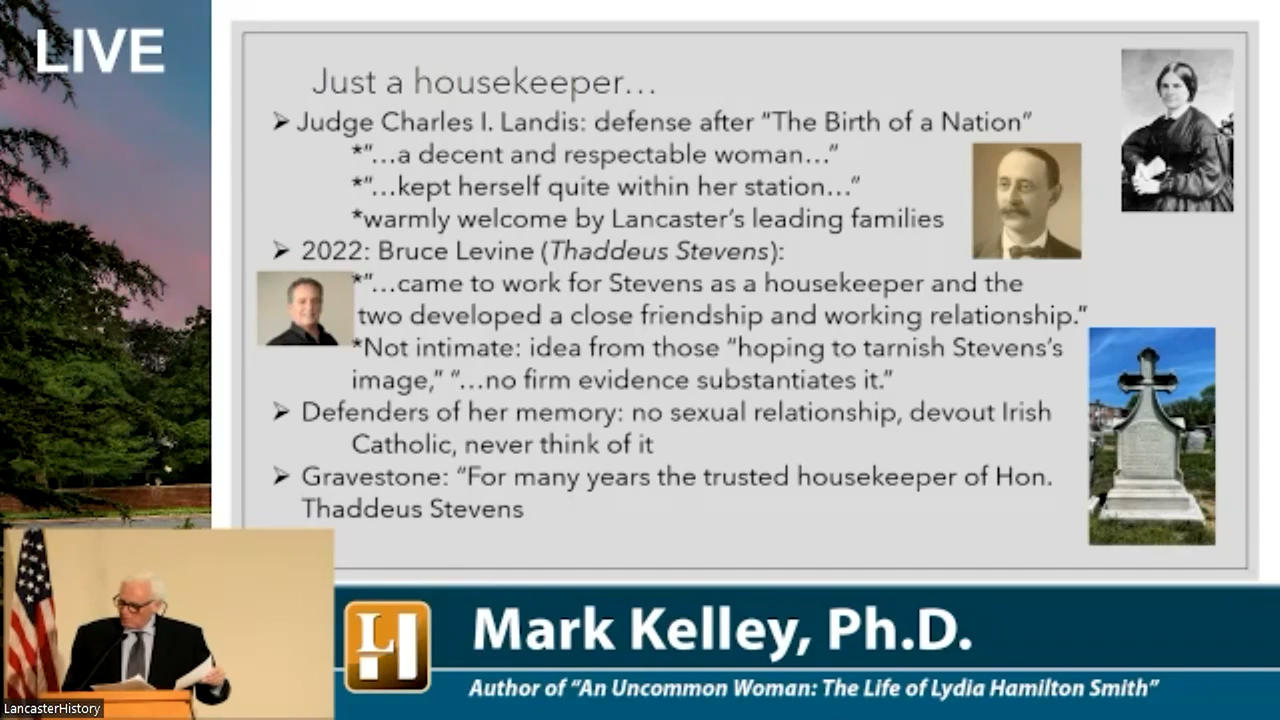 LIVE
Just a housekeeper…
➢ Judge Charles I. Landis: defense after “The Birth of a Nation”
*“…a decent and respectable woman…”
*“…kept herself quite within her station…”
*warmly welcome by Lancaster’s leading families
➢ 2022: Bruce Levine (Thaddeus Stevens):
*“…came to work for Stevens as a housekeeper and the
two developed a close friendship and working relationship.”
*Not intimate: idea from those “hoping to tarnish Stevens’s
image,” “…no firm evidence substantiates it.”
➢ Defenders of her memory: no sexual relationship, devout Irish
Catholic, never think of it
➢ Gravestone: “For many years the trusted housekeeper of Hon.
Thaddeus Stevens
LH
Mark Kelley, Ph.D.
Author of “An Uncommon Woman: The Life of Lydia Hamilton Smith”
LancasterHistory